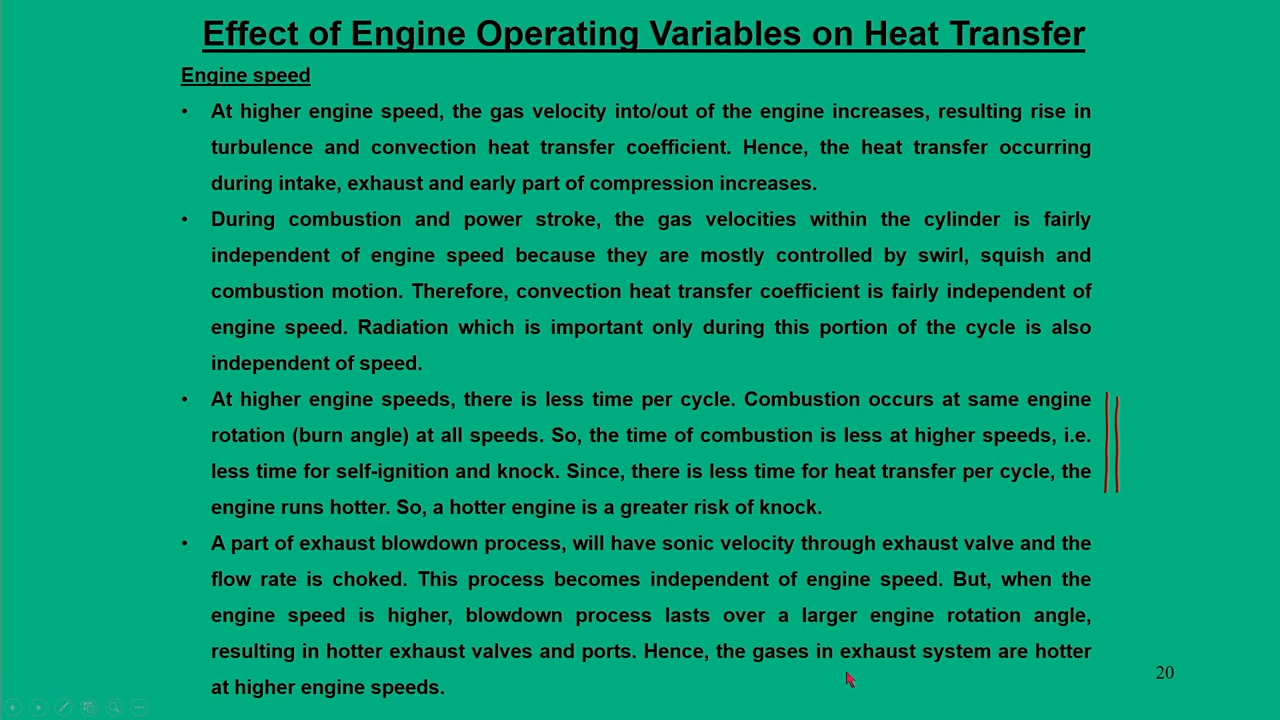 Effect of Engine Operating Variables on Heat Transfer
Engine speed
• At higher engine speed, the gas velocity into/out of the engine increases, resulting rise in
turbulence and convection heat transfer coefficient. Hence, the heat transfer occurring
during intake, exhaust and early part of compression increases.
• During combustion and power stroke, the gas velocities within the cylinder is fairly
independent of engine speed because they are mostly controlled by swirl, squish and
combustion motion. Therefore, convection heat transfer coefficient is fairly independent of
engine speed. Radiation which is important only during this portion of the cycle is also
independent of speed.
• At higher engine speeds, there is less time per cycle. Combustion occurs at same engine
rotation (burn angle) at all speeds. So, the time of combustion is less at higher speeds, i.e.
less time for self-ignition and knock. Since, there is less time for heat transfer per cycle, the
engine runs hotter. So, a hotter engine is a greater risk of knock.
• A part of exhaust blowdown process, will have sonic velocity through exhaust valve and the
flow rate is choked. This process becomes independent of engine speed. But, when the
engine speed is higher, blowdown process lasts over a larger engine rotation angle,
resulting in hotter exhaust valves and ports. Hence, the gases in exhaust system are hotter
at higher engine speeds.
20